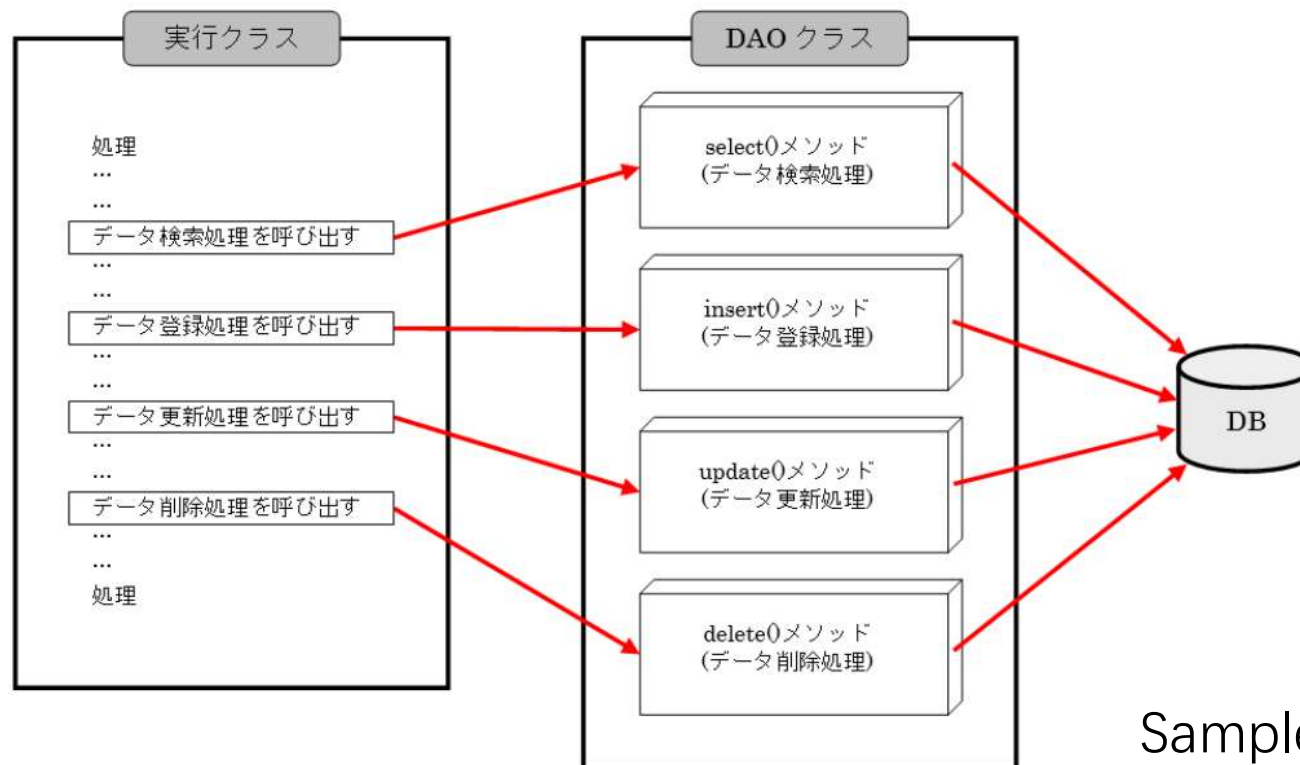 実行クラス
処理
…
…
データ検索処理を呼び出す
…
…
データ登録処理を呼び出す
…
…
データ更新処理を呼び出す
…
…
データ削除処理を呼び出す
…
…
処理
DAO クラス
select()メソッド
(データ検索処理)
insert()メソッド
(データ登録処理)
update()メソッド
(データ更新処理)
delete()メソッド
(データ削除処理)
DB
Sample